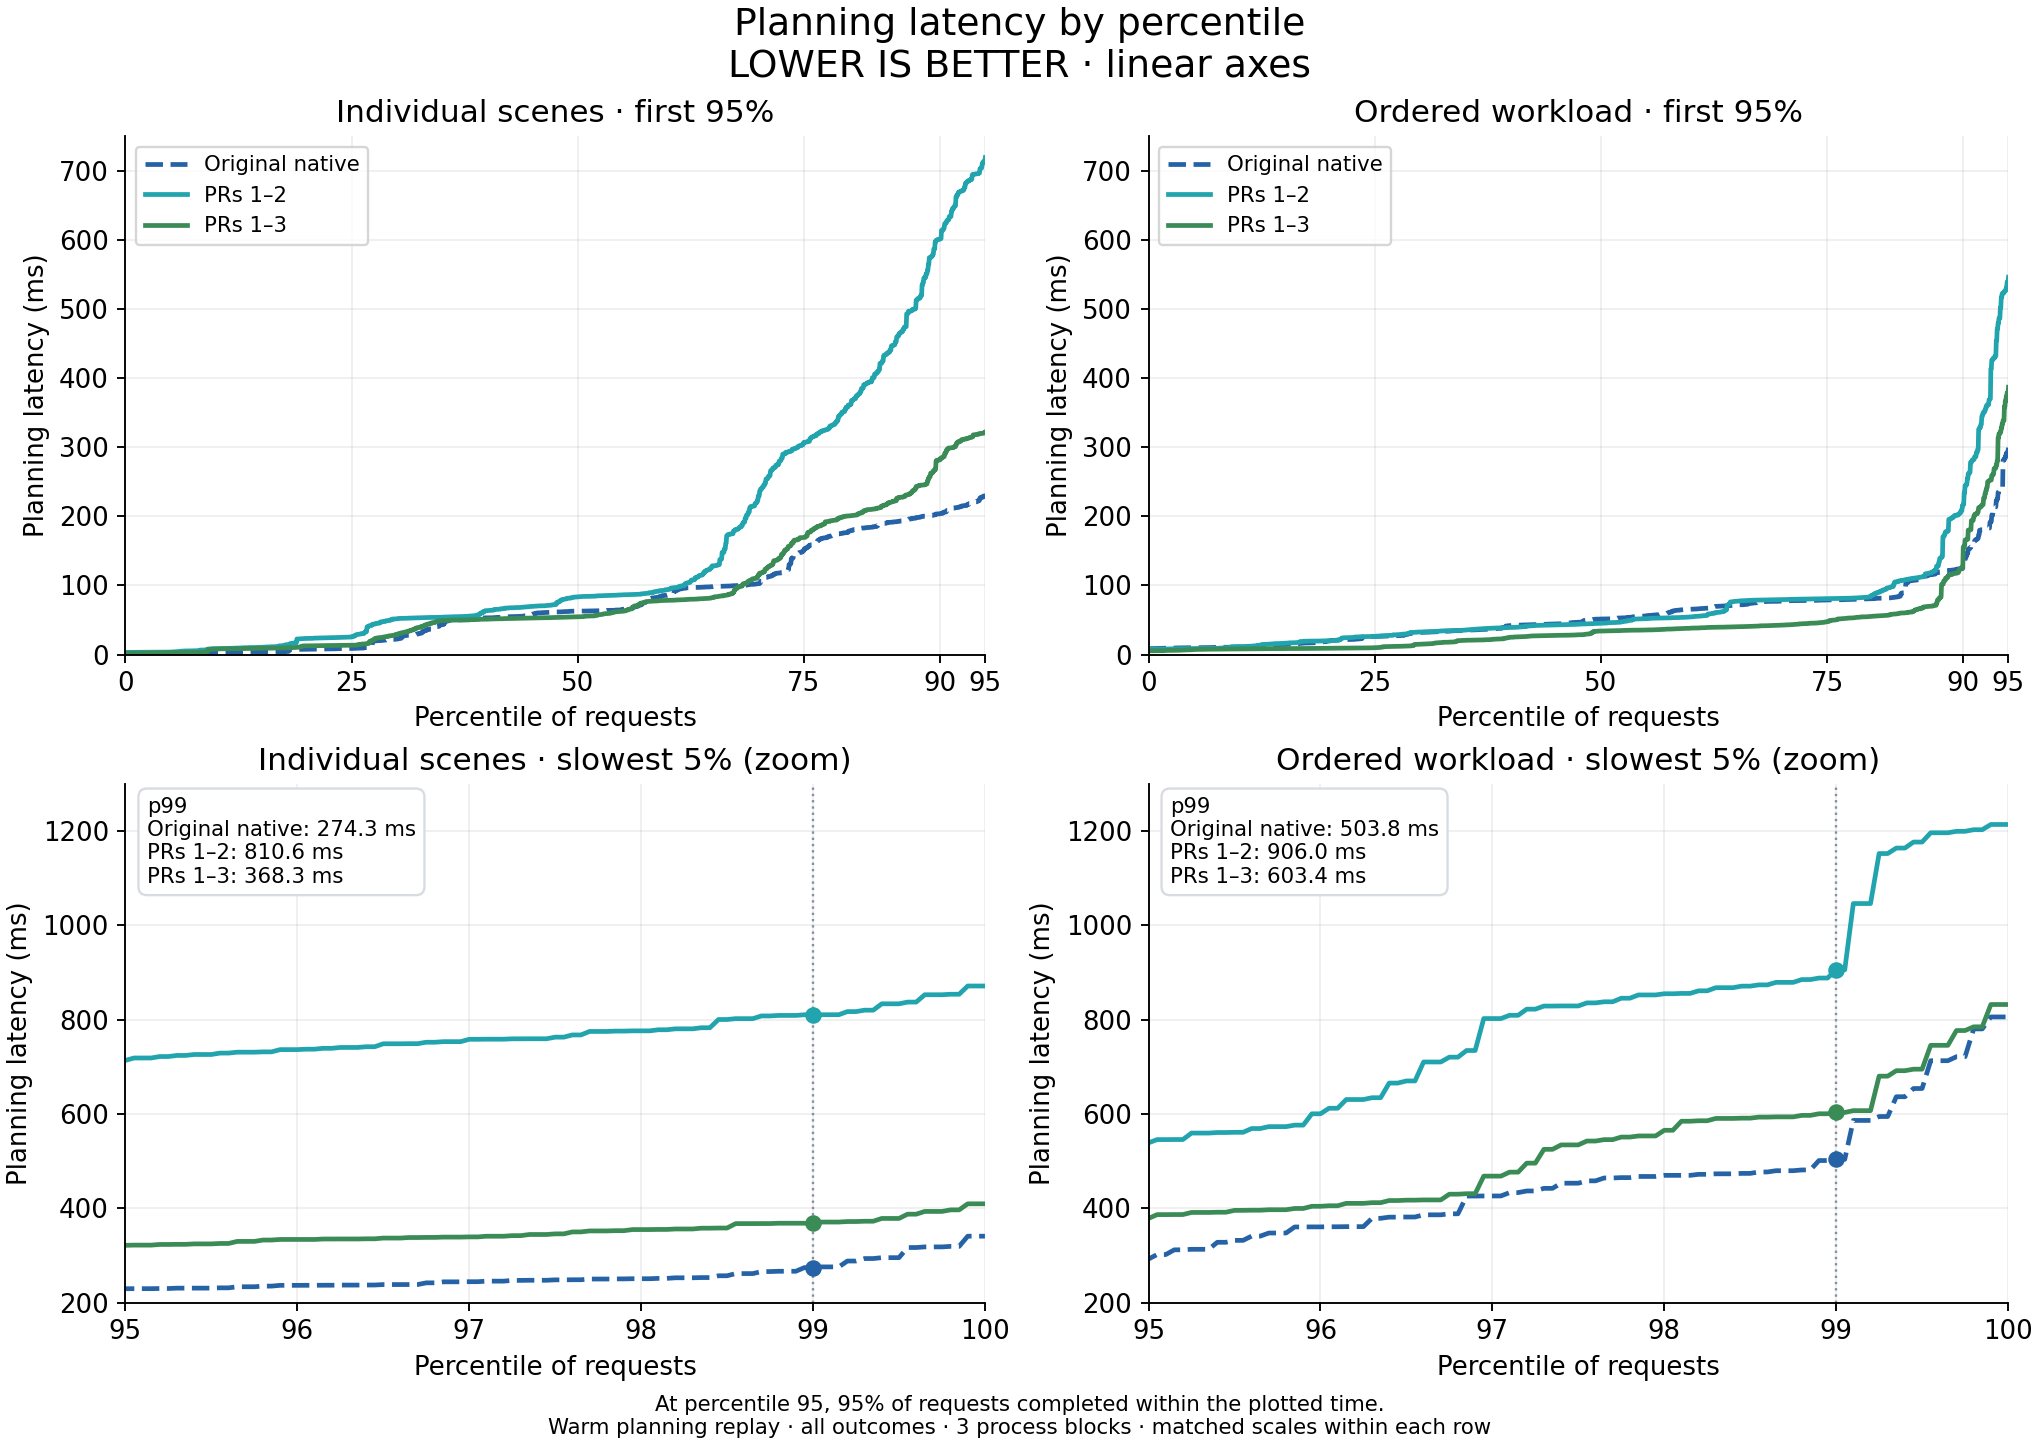 Planning latency by percentile
LOWER IS BETTER · linear axes
Individual scenes · first 95%
Planning latency (ms)
700
600
500
400
300
200
100
0
Original native
PRs 1–2
PRs 1–3
0 25 50 75 90 95
Percentile of requests
Ordered workload · first 95%
Planning latency (ms)
700
600
500
400
300
200
100
0
Original native
PRs 1–2
PRs 1–3
0 25 50 75 90 95
Percentile of requests
Individual scenes · slowest 5% (zoom)
Planning latency (ms)
1200
1000
800
600
400
200
p99
Original native: 274.3 ms
PRs 1–2: 810.6 ms
PRs 1–3: 368.3 ms
95 96 97 98 99 100
Percentile of requests
Ordered workload · slowest 5% (zoom)
Planning latency (ms)
1200
1000
800
600
400
200
p99
Original native: 503.8 ms
PRs 1–2: 906.0 ms
PRs 1–3: 603.4 ms
95 96 97 98 99 100
Percentile of requests
At percentile 95, 95% of requests completed within the plotted time.
Warm planning replay · all outcomes · 3 process blocks · matched scales within each row